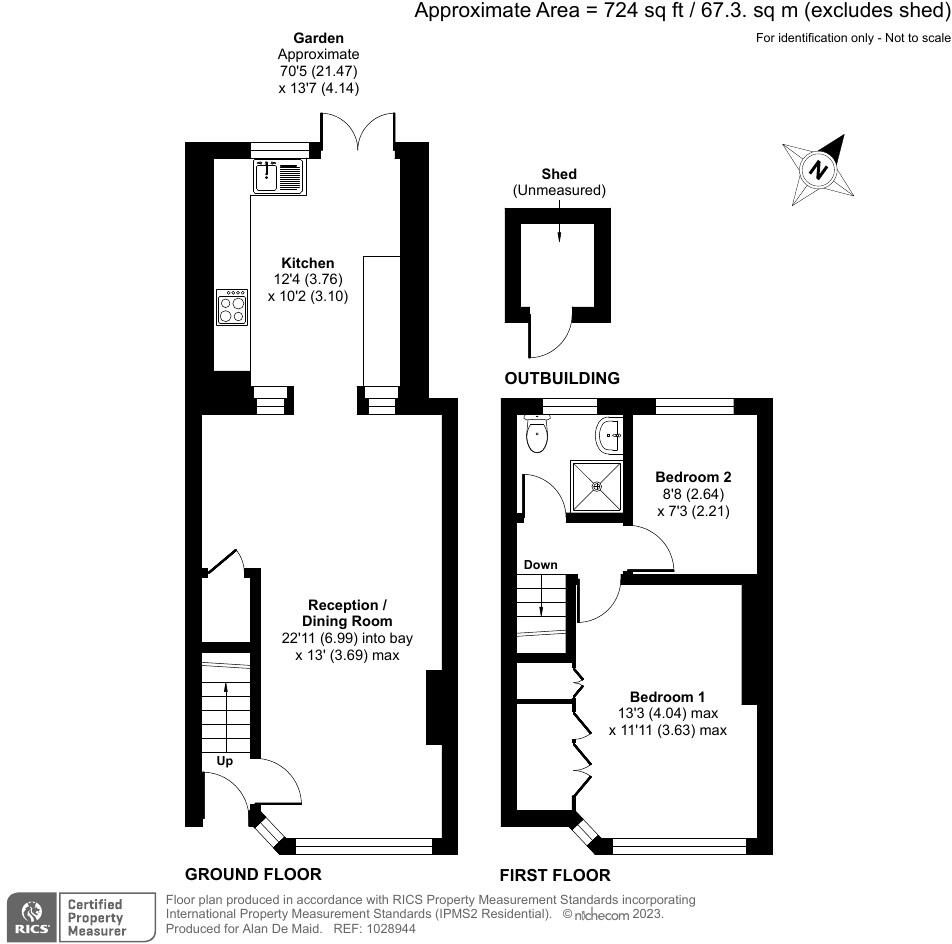 Approximate Area = 724 sq ft / 67.3. sq m (excludes shed)
For identification only - Not to scale
Garden
Approximate
70'5 (21.47)
x 13'7 (4.14)
N
Shed
(Unmeasured)
Kitchen
12'4 (3.76)
x 10'2 (3.10)
OUTBUILDING
Bedroom 2
8'8 (2.64)
x 7'3 (2.21)
Down
Reception /
Dining Room
22'11 (6.99) into bay
x 13' (3.69) max
Bedroom 1
13'3 (4.04) max
x 11'11 (3.63) max
Up
GROUND FLOOR
FIRST FLOOR
RICS
Certified
Property
Measurer
Floor plan produced in accordance with RICS Property Measurement Standards incorporating
International Property Measurement Standards (IPMS2 Residential). © nichecom 2023.
Produced for Alan De Maid. REF: 1028944